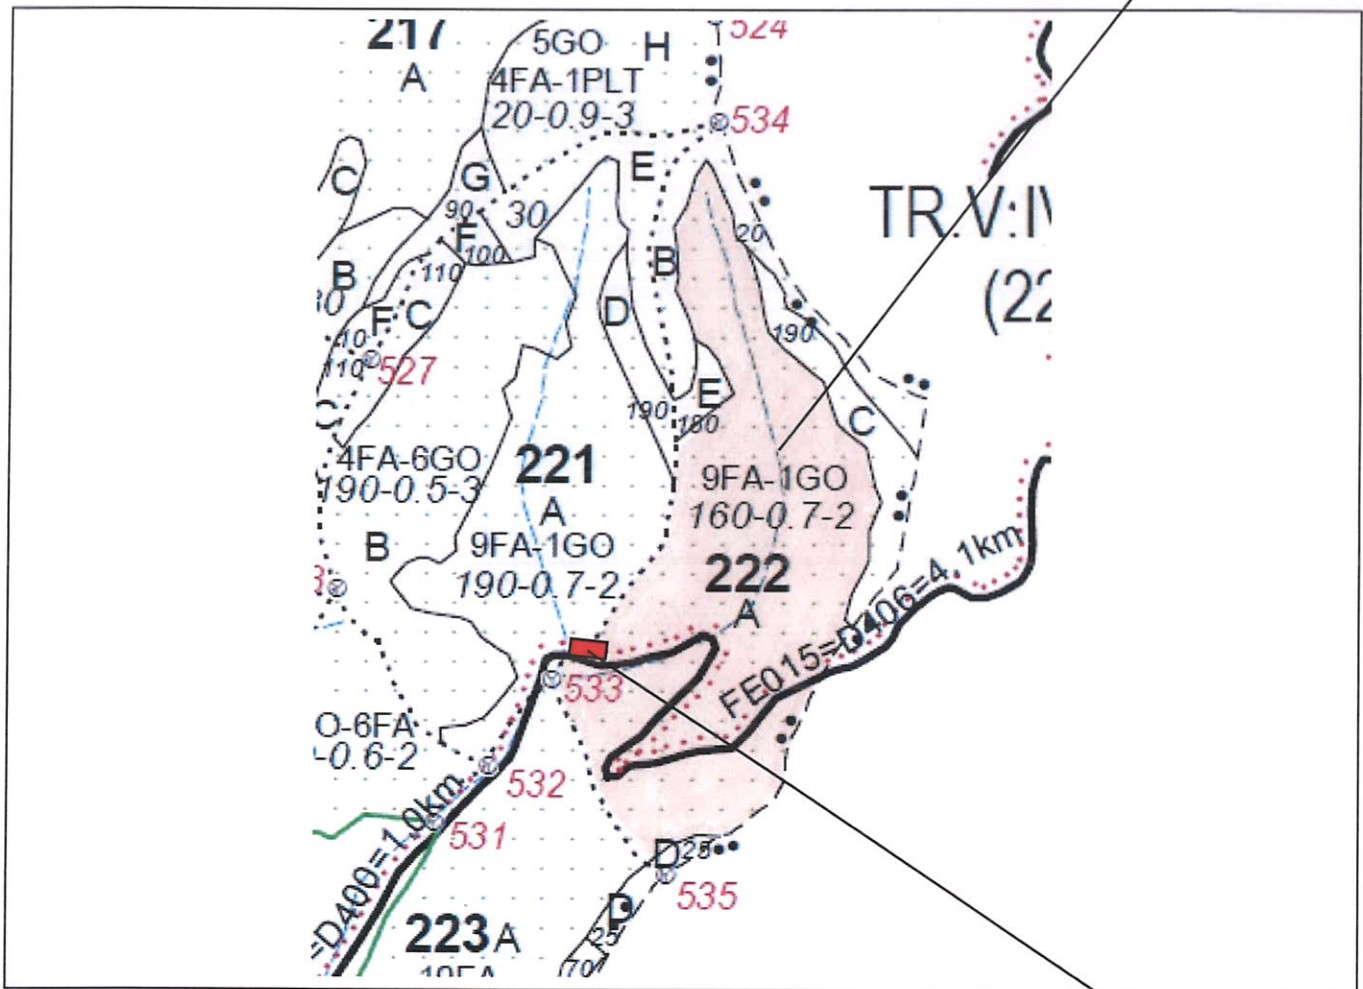 217
A
5GO
H
524
4FA-1PLT
20-0.9-3
534
C
G
E
90
30
F
100
TR.V:IV
20
B
110
B
D
(22
F
C
190
110
527
E
190
180
C
4FA-6GO
221
9FA-1GO
190-0.5-3
160-0.7-2
A
B
9FA-1GO
190-0.7-2
222
A
FE015=D406=4.1km
533
O-6FA
-0.6-2
532
531
=D400=1.0km
D
25
535
D
223 A
25
70